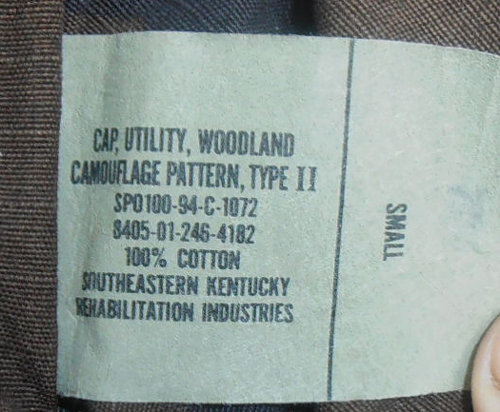 CAP, UTILITY, WOODLAND
CAMOUFLAGE PATTERN, TYPE II
SPO100-94-C-1072
8405-01-246-4182
100% COTTON
SOUTHEASTERN KENTUCKY
REHABILITATION INDUSTRIES
SMALL